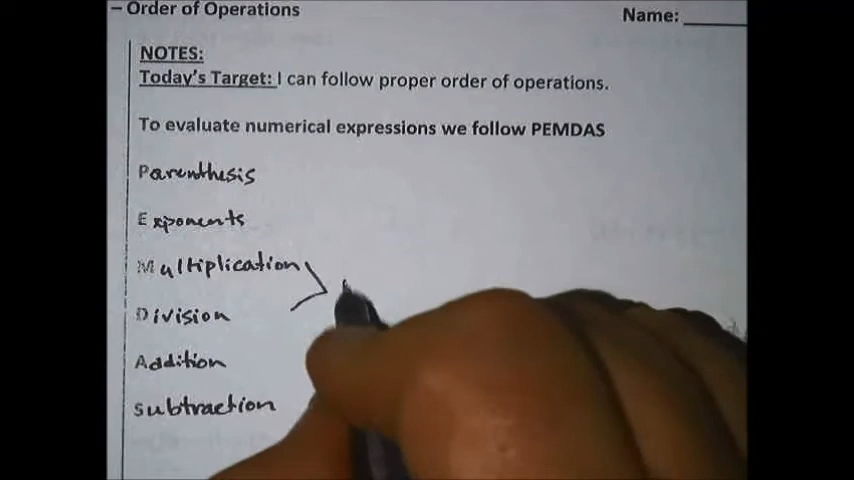 – Order of Operations
Name:
NOTES:
Today's Target: I can follow proper order of operations.
To evaluate numerical expressions we follow PEMDAS
Parenthesis
Exponents
Multiplication
Division
Addition
Subtraction